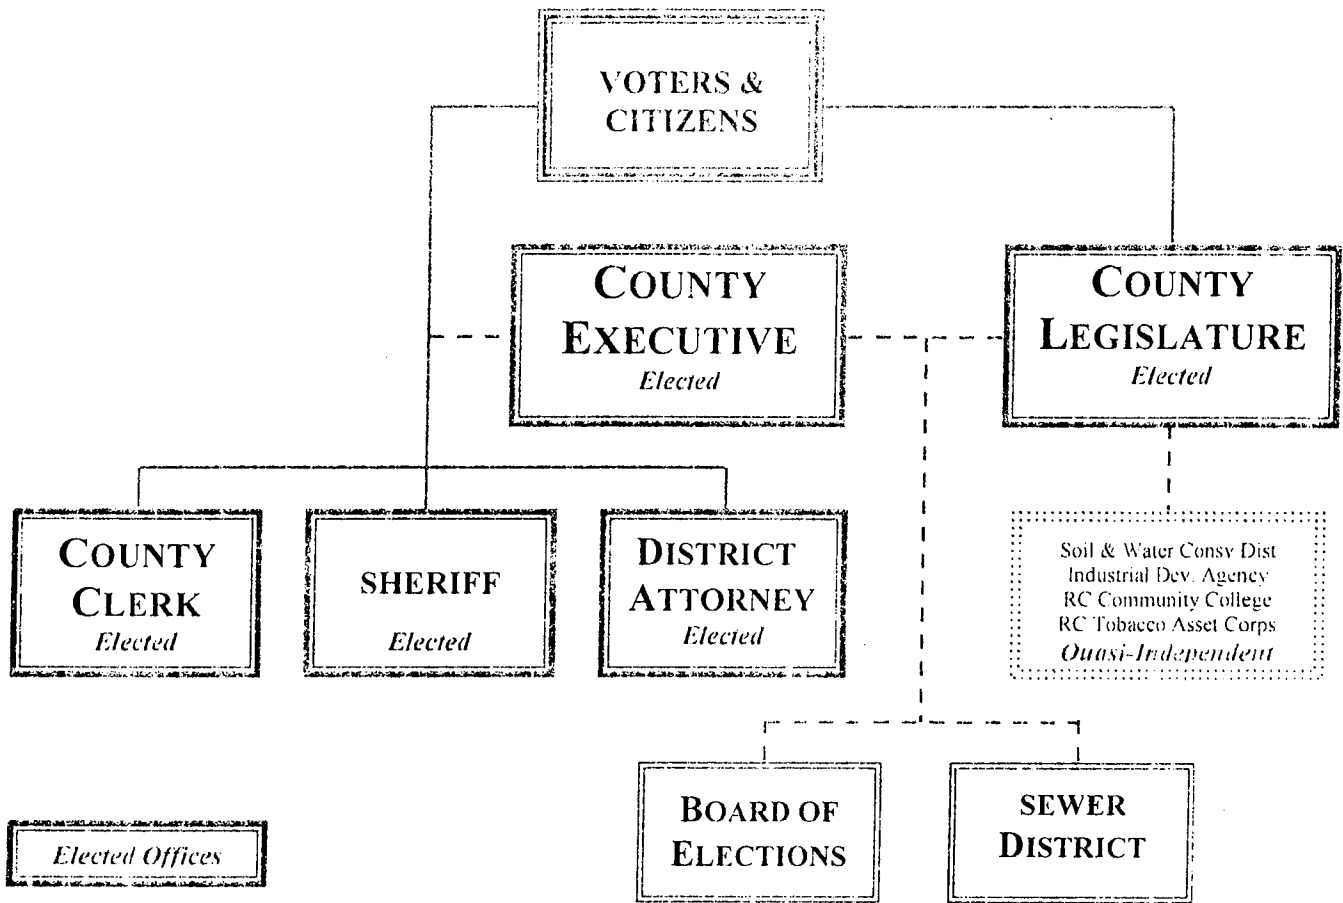 VOTERS &
CITIZENS
COUNTY
EXECUTIVE
Elected
COUNTY
LEGISLATURE
Elected
COUNTY
CLERK
Elected
SHERIFF
Elected
DISTRICT
ATTORNEY
Elected
Soil & Water Consv Dist
Industrial Dev. Agency
RC Community College
RC Tobacco Asset Corps
Quasi-Independent
BOARD OF
ELECTIONS
SEWER
DISTRICT
Elected Offices